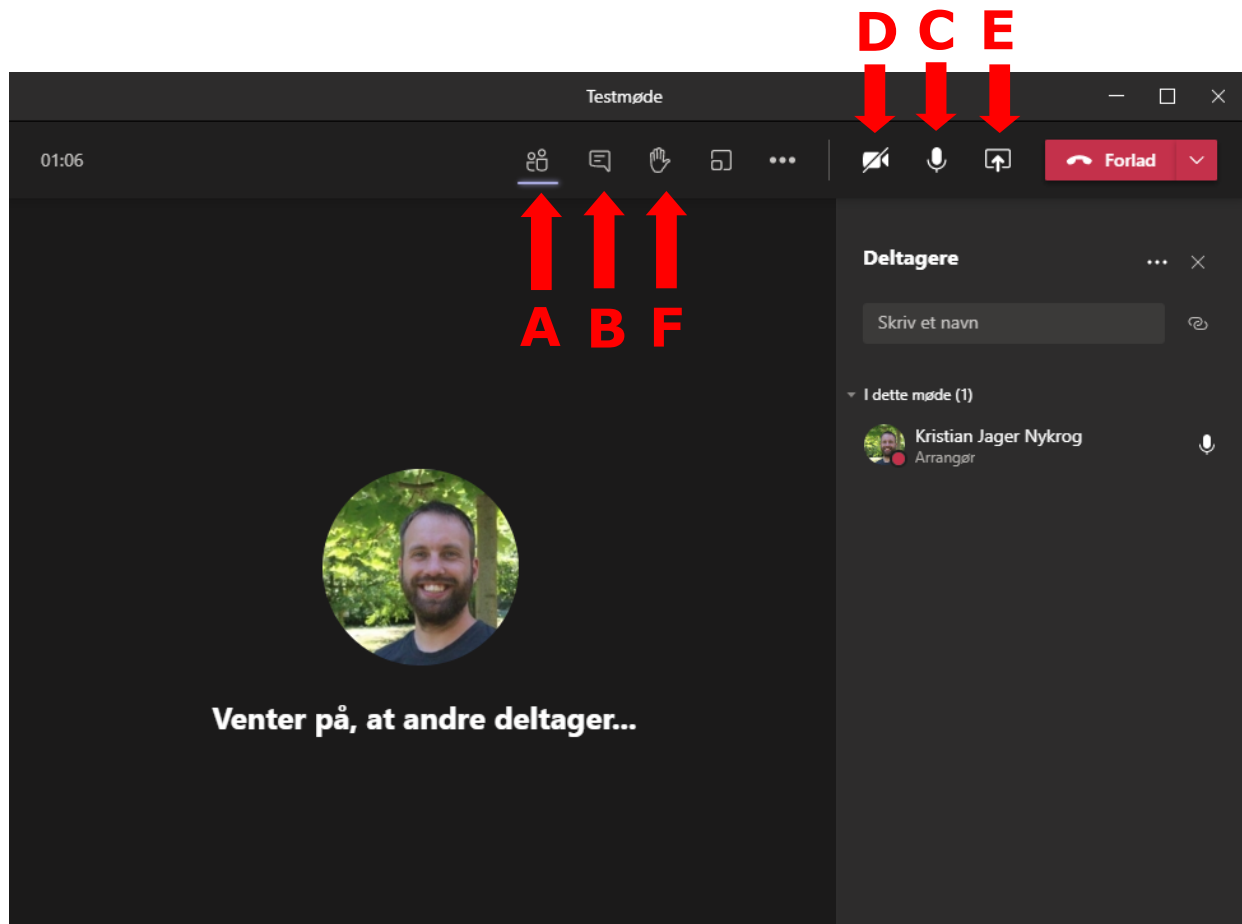 D C E
Testmøde
01:06
Forlad
A B F
Deltagere
Skriv et navn
I dette møde (1)
Kristian Jager Nykrog
Arrangør
Venter på, at andre deltager...